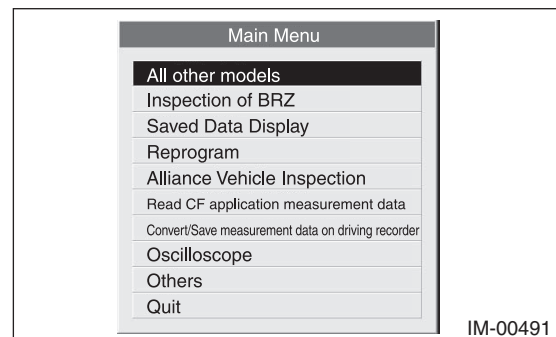 Main Menu
All other models
Inspection of BRZ
Saved Data Display
Reprogram
Alliance Vehicle Inspection
Read CF application measurement data
Convert/Save measurement data on driving recorder
Oscilloscope
Others
Quit
IM-00491